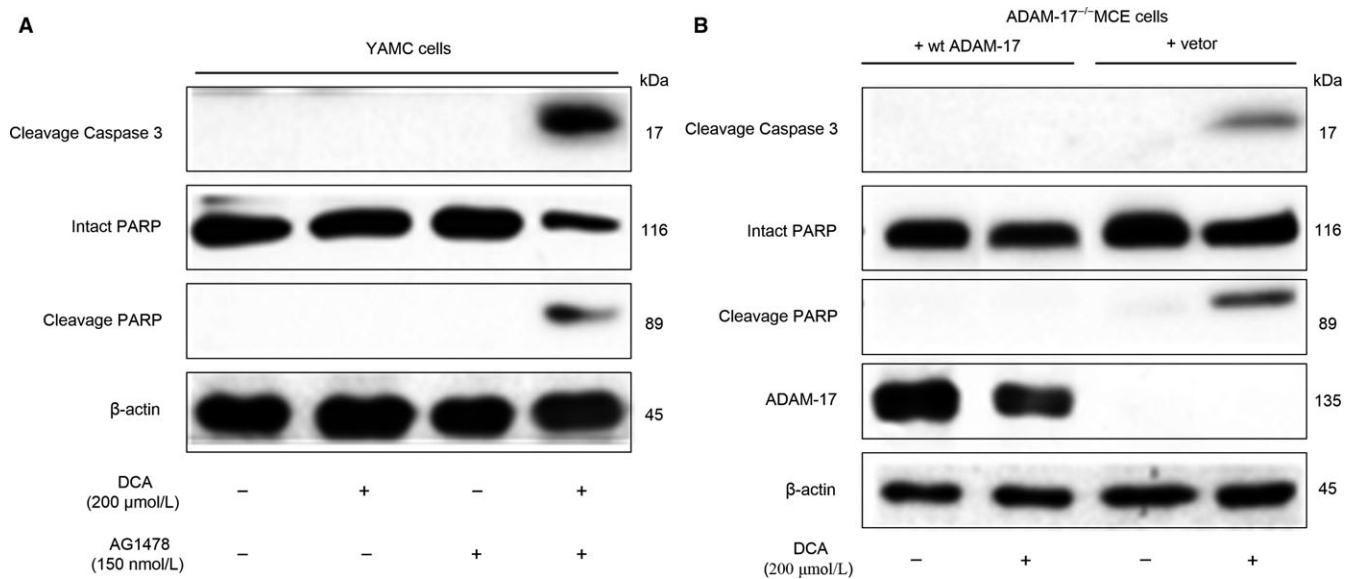 A
YAMC cells
kDa
Cleavage Caspase 3
17
Intact PARP
116
Cleavage PARP
89
β-actin
45
DCA
(200 μmol/L)
– + – +
AG1478
(150 nmol/L)
– – + +
B
ADAM-17⁻/⁻MCE cells
+ wt ADAM-17 + vetor
kDa
Cleavage Caspase 3
17
Intact PARP
116
Cleavage PARP
89
ADAM-17
135
β-actin
45
DCA
(200 μmol/L)
– + – +